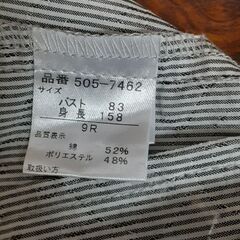 品番 505-7462
サイズ
バスト 83
身長 158
9R
品質表示
綿 52%
ポリエステル 48%
取扱い方